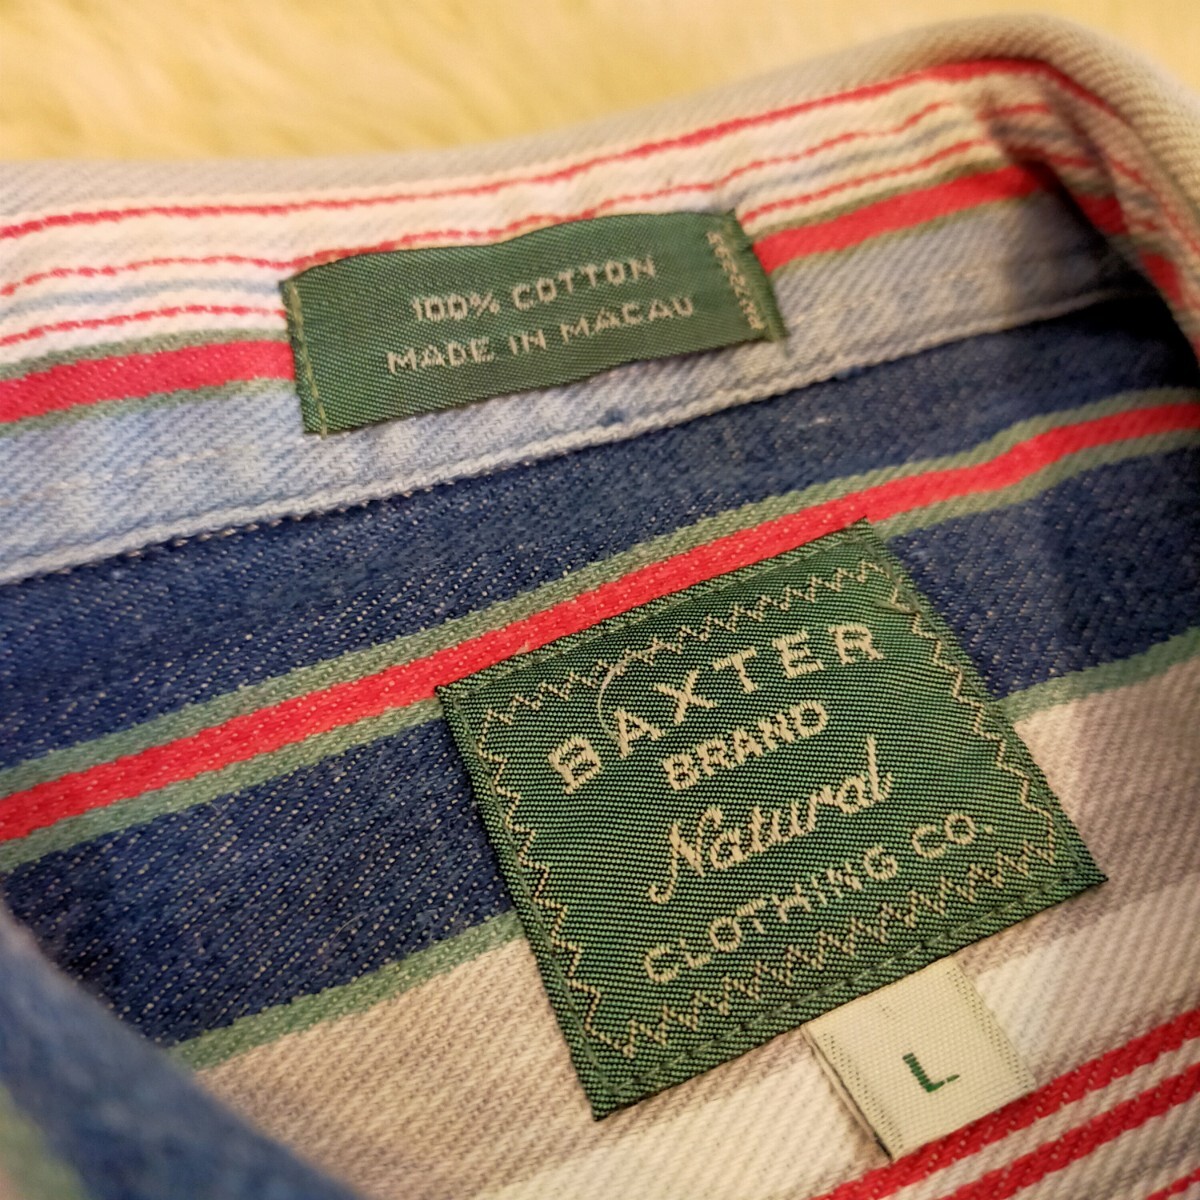 100% COTTON
MADE IN MACAU
BAXTER
BRAND
Natural
CLOTHING CO.
L